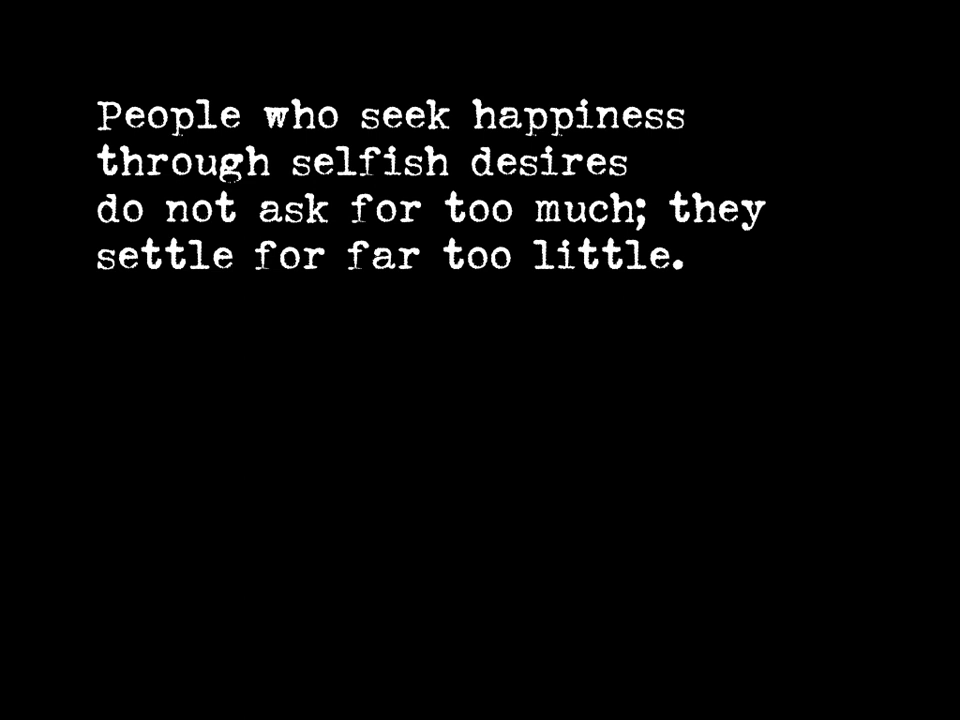 People who seek happiness
through selfish desires
do not ask for too much; they
settle for far too little.